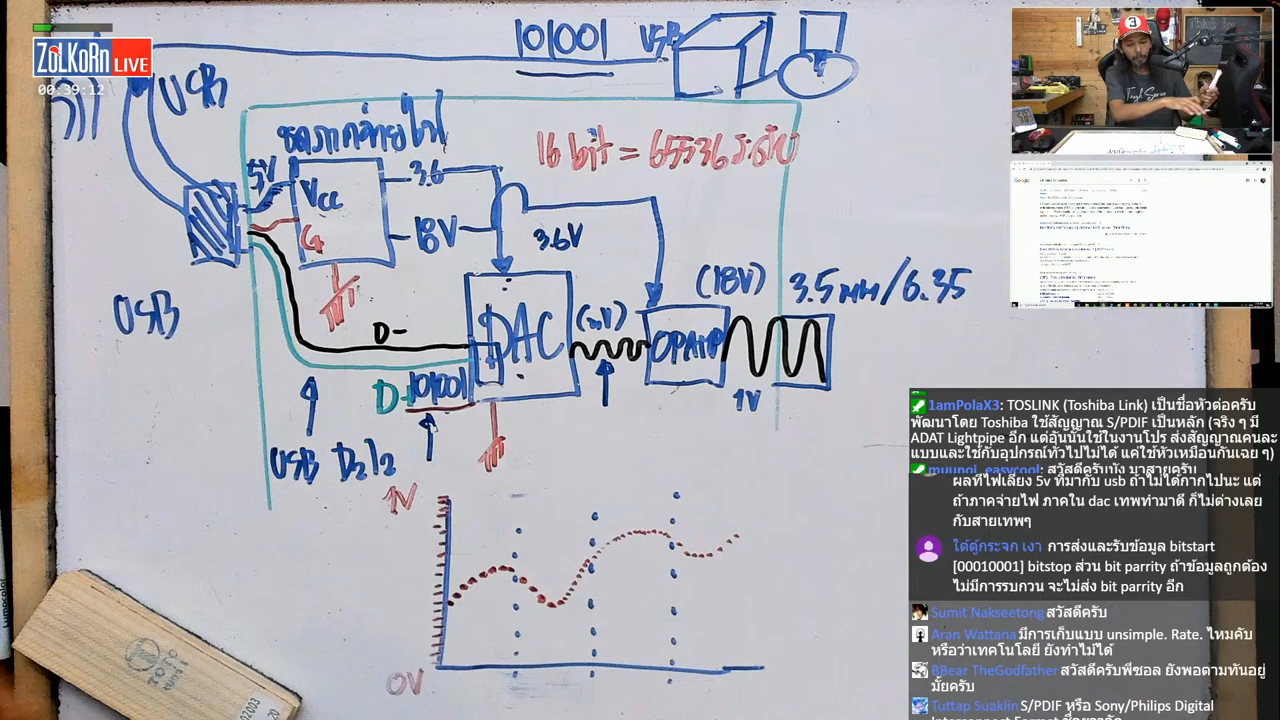 ZOLKORN LIVE
00:39:12
USB
101001
USB
ชุดภาคจ่ายไฟ
16 bit = 65536 ระดับ
5V
Vcc
3.6
G
18V
3.6V
(18V)
3.5 มม/6.35
USB
D-
DAC
OPAMP
D+
101001
1V
USB
1V
0V
1amPolaX3: TOSLINK (Toshiba Link) เป็นชื่อหัวต่อครับ
พัฒนาโดย Toshiba ใช้สัญญาณ S/PDIF เป็นหลัก (จริง ๆ มี
ADAT Lightpipe อีก แต่อันนั้นใช้ในงานโปร ส่งสัญญาณคนละ
แบบและใช้กับอุปกรณ์ทั่วไปไม่ได้ แค่ใช้หัวเหมือนกันเฉย ๆ)
ผลที่ไฟเลี้ยง 5v ที่มากับ usb ถ้าไม่ได้กากไปนะ แต่
ถ้าภาคจ่ายไฟ ภาคใน dac เทพทำมาดี ก็ไม่ต่างเลย
กับสายเทพๆ
ใต้ตู้กระจก เงา การส่งและรับข้อมูล bitstart
[00010001] bitstop ส่วน bit parrity ถ้าข้อมูลถูกต้อง
ไม่มีการรบกวน จะไม่ส่ง bit parrity อีก
Sumit Nakseetong สวัสดีครับ
Aran Wattana มีการเก็บแบบ unsimple. Rate. ไหมคับ
หรือว่าเทคโนโลยี ยังทำไม่ได้
BBear TheGodfather สวัสดีครับพี่ซอล ยังพอตามทันอยู่
มั้ยครับ
Tuttap Suaklin S/PDIF หรือ Sony/Philips Digital